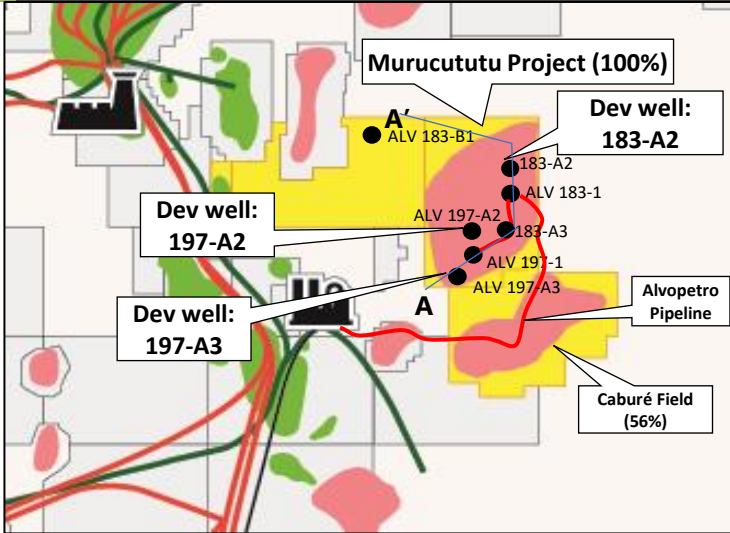 Murucututu Project (100%)
A'
ALV 183-B1
Dev well:
183-A2
183-A2
ALV 183-1
Dev well:
197-A2
ALV 197-A2
183-A3
ALV 197-1
ALV 197-A3
A
Dev well:
197-A3
Alvopetro
Pipeline
Caburé Field
(56%)